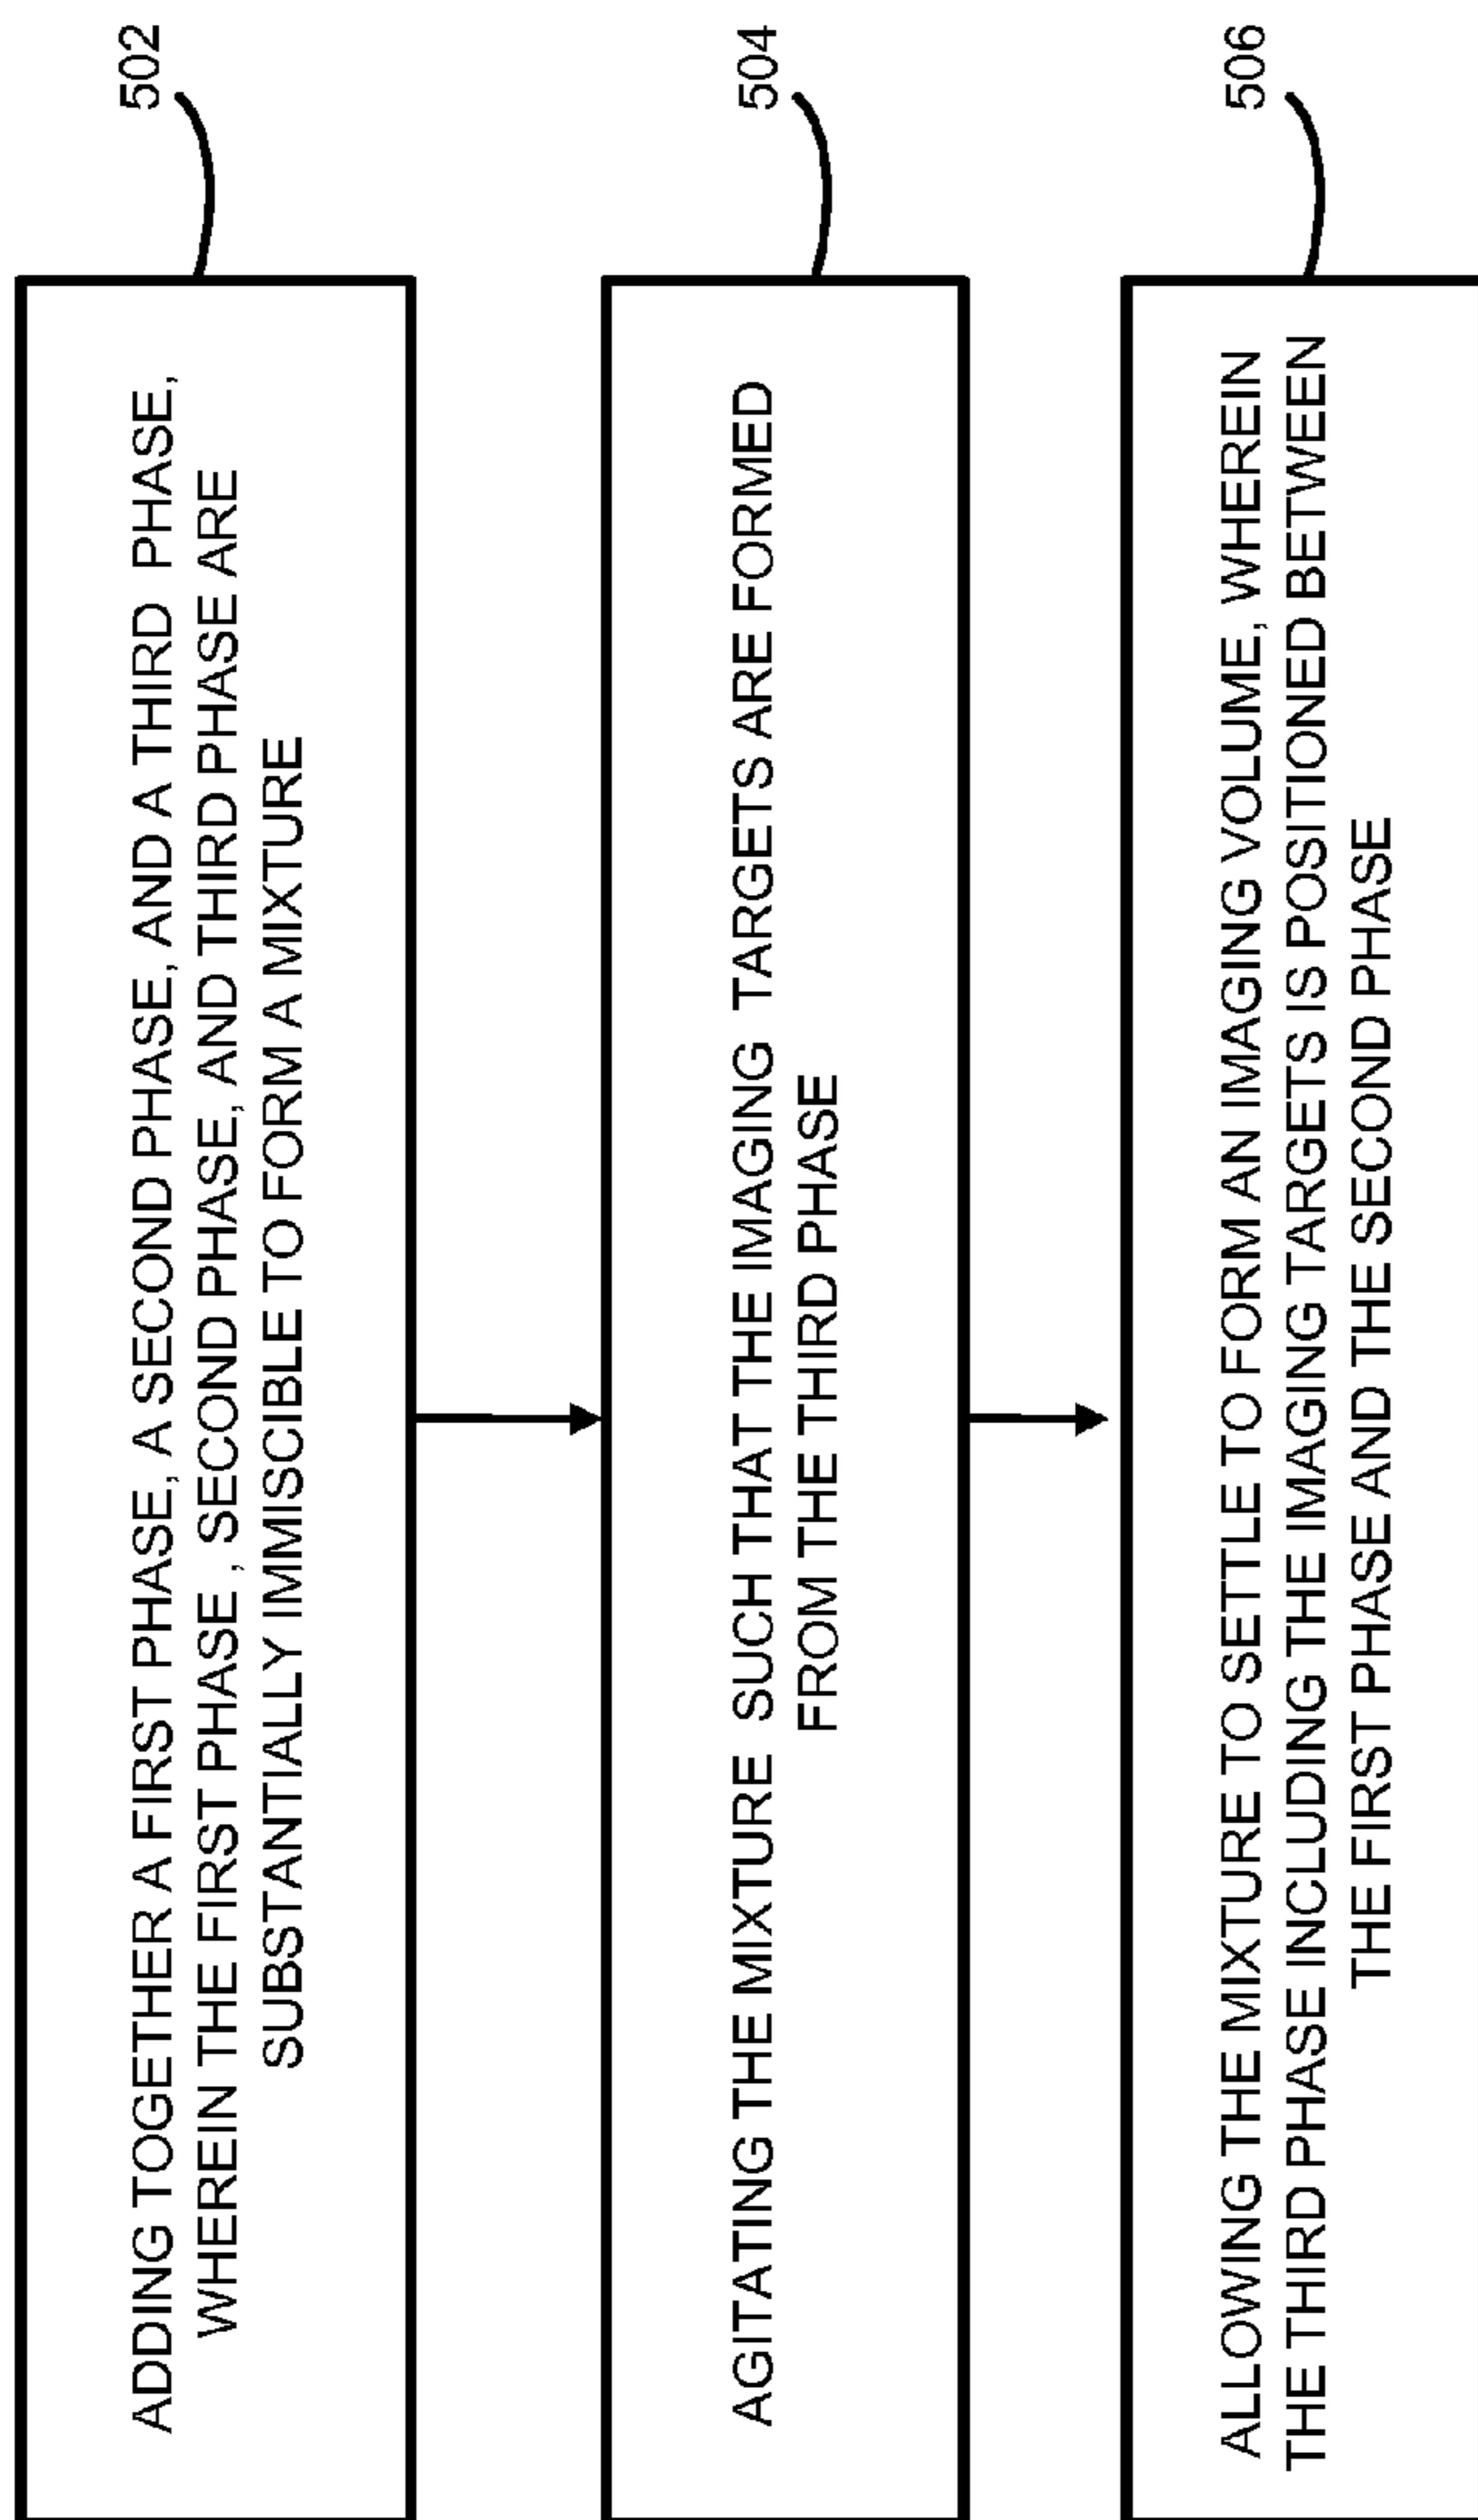 502
ADDING TOGETHER A FIRST PHASE, A SECOND PHASE, AND A THIRD PHASE,
WHEREIN THE FIRST PHASE , SECOND PHASE, AND THIRD PHASE ARE
SUBSTANTIALLY IMMISCIBLE TO FORM A MIXTURE
504
AGITATING THE MIXTURE SUCH THAT THE IMAGING TARGETS ARE FORMED
FROM THE THIRD PHASE
506
ALLOWING THE MIXTURE TO SETTLE TO FORM AN IMAGING VOLUME, WHEREIN
THE THIRD PHASE INCLUDING THE IMAGING TARGETS IS POSITIONED BETWEEN
THE FIRST PHASE AND THE SECOND PHASE